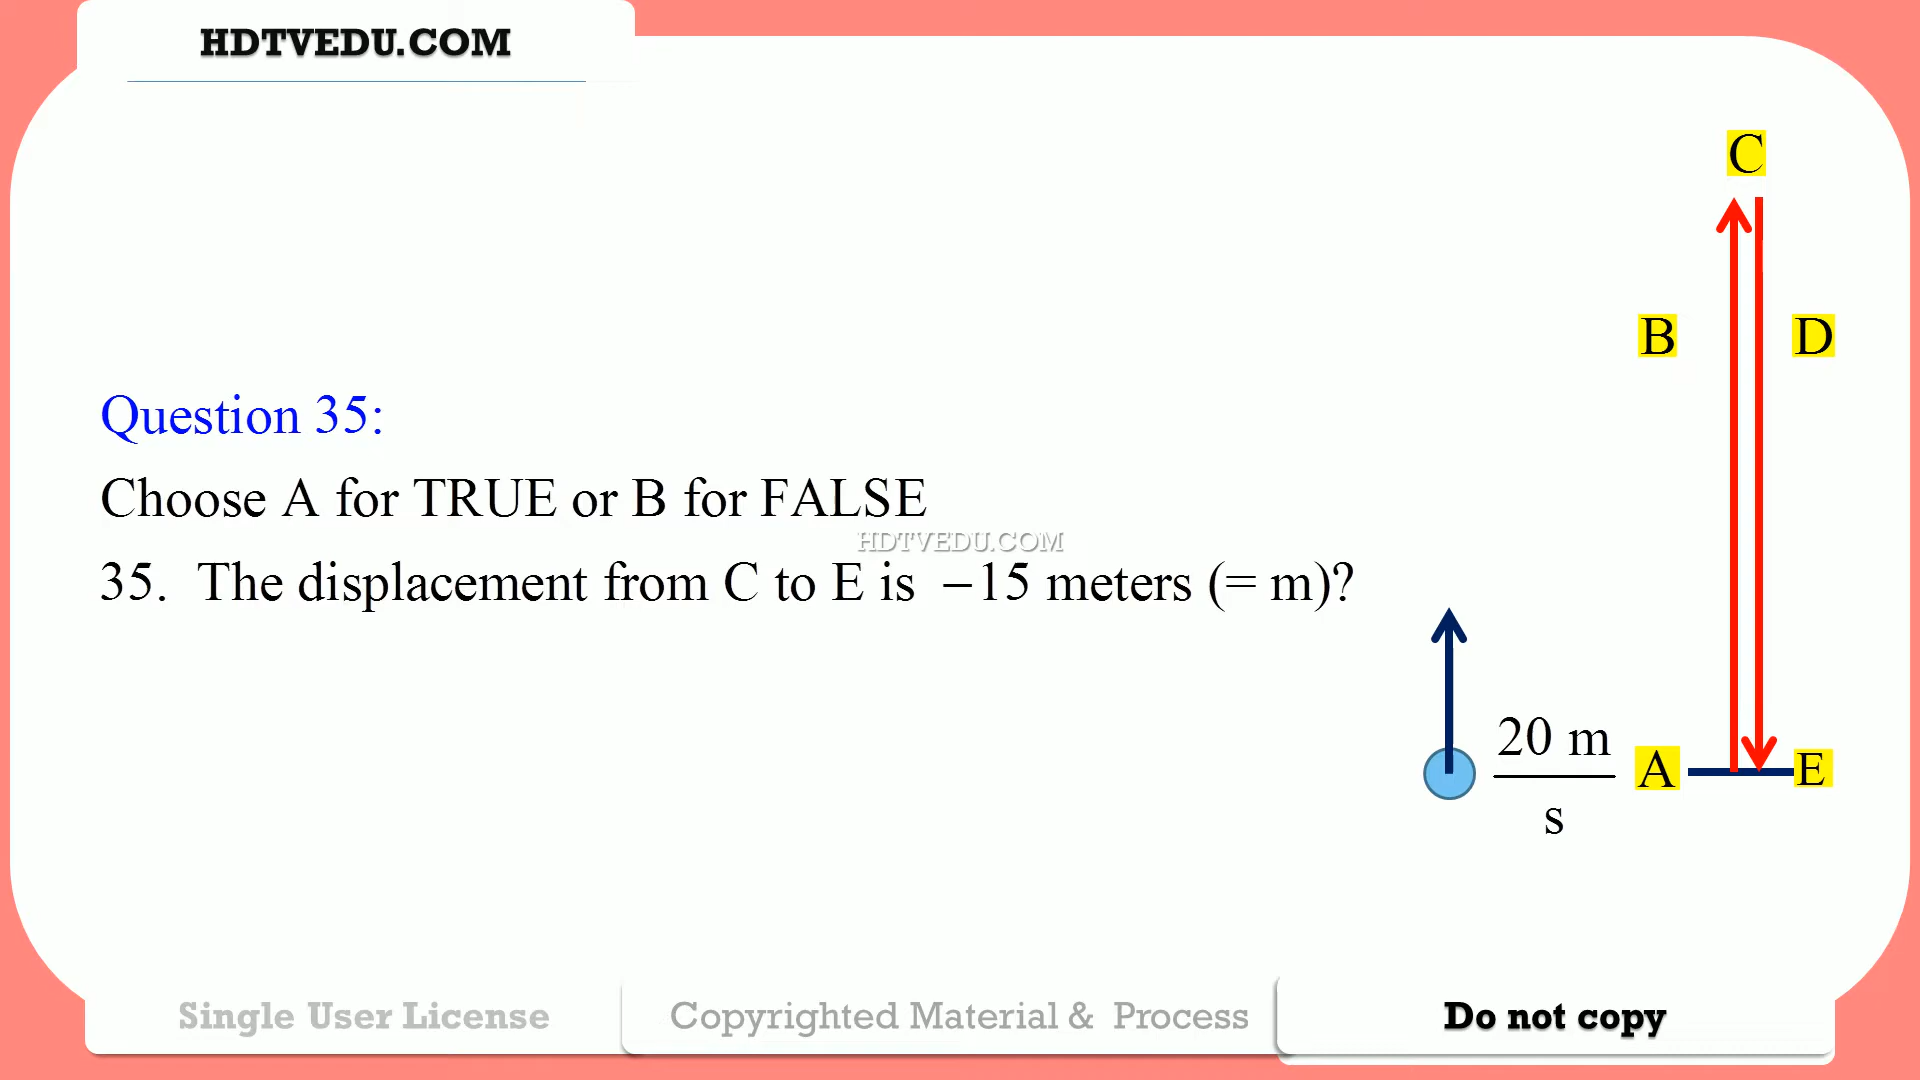 HDTVEDU.COM
C
B
D
Question 35:
Choose A for TRUE or B for FALSE
HDTVEDU.COM
35. The displacement from C to E is −15 meters (= m)?
20 m
A
E
s
Single User License
Copyrighted Material & Process
Do not copy